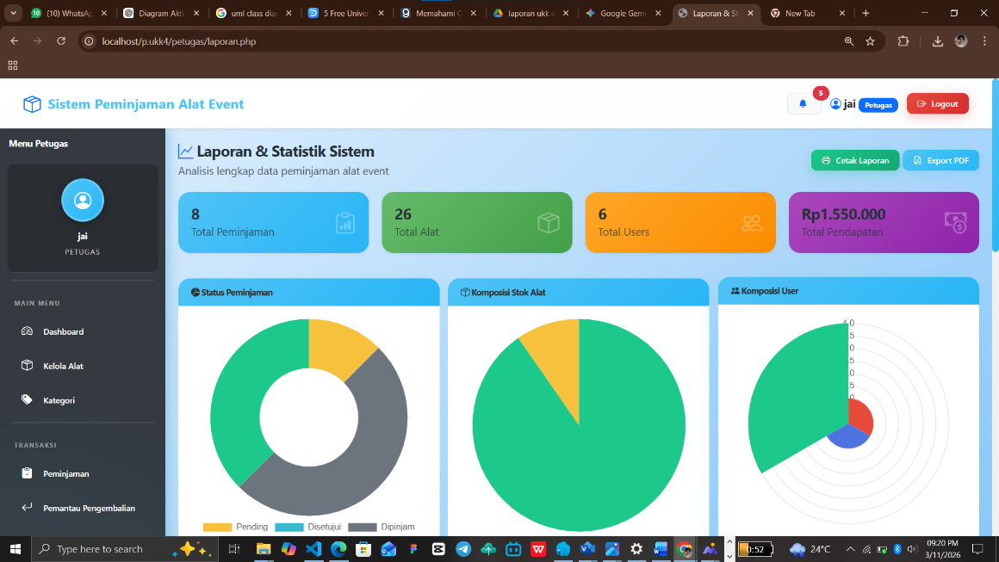 10 (10) WhatsAp
Diagram Akti
uml class dia
5 Free Univer
Memahami C
laporan ukk a
Google Gemi
Laporan & St
New Tab
localhost/p.ukk4/petugas/laporan.php
Sistem Peminjaman Alat Event
5
jai Petugas
Logout
Menu Petugas
jai
PETUGAS
MAIN MENU
Dashboard
Kelola Alat
Kategori
TRANSAKSI
Peminjaman
Pemantau Pengembalian
Laporan & Statistik Sistem
Analisis lengkap data peminjaman alat event
Cetak Laporan
Export PDF
8
Total Peminjaman
26
Total Alat
6
Total Users
Rp1.550.000
Total Pendapatan
Status Peminjaman
Pending Disetujui Dipinjam
Komposisi Stok Alat
Komposisi User
4.0
5
0
5
0
5
0
Type here to search
0:52
24°C
09:20 PM
3/11/2026